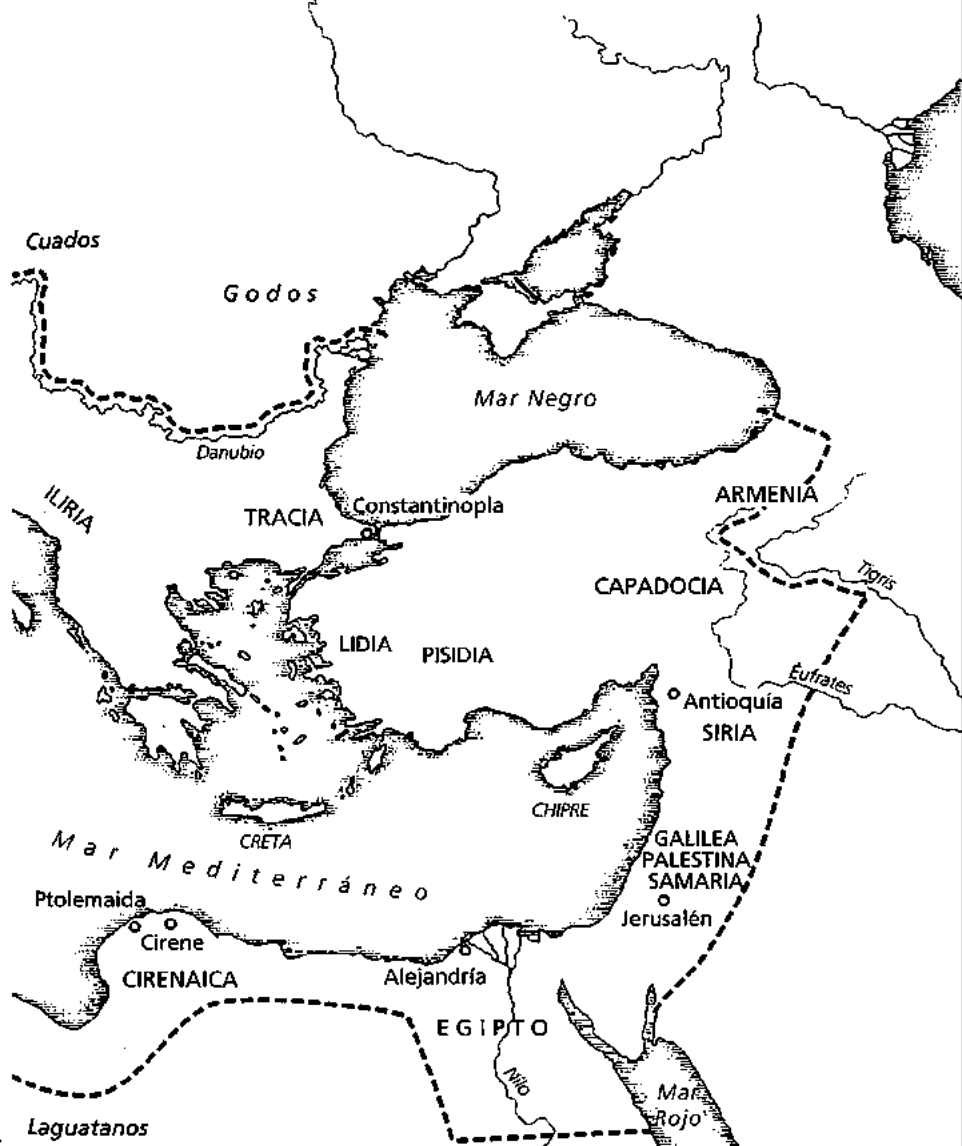 Cuados
Godos
Mar Negro
Danubio
ILIRIA
TRACIA
Constantinopla
ARMENIA
Tigris
CAPADOCIA
LIDIA
PISIDIA
Éufrates
Antioquía
SIRIA
CHIPRE
CRETA
Mar Mediterráneo
GALILEA
PALESTINA
SAMARIA
Jerusalén
Ptolemaida
Cirene
CIRENAICA
Alejandría
EGIPTO
Nilo
Mar
Rojo
Laguatanos